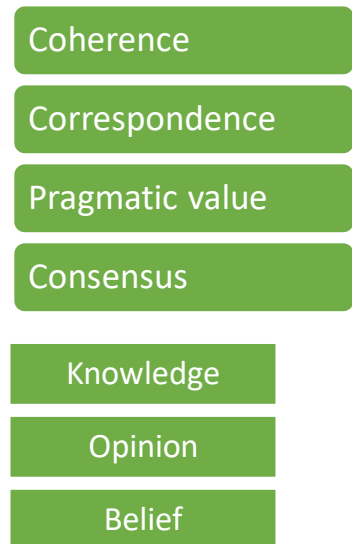 Coherence
Correspondence
Pragmatic value
Consensus
Knowledge
Opinion
Belief